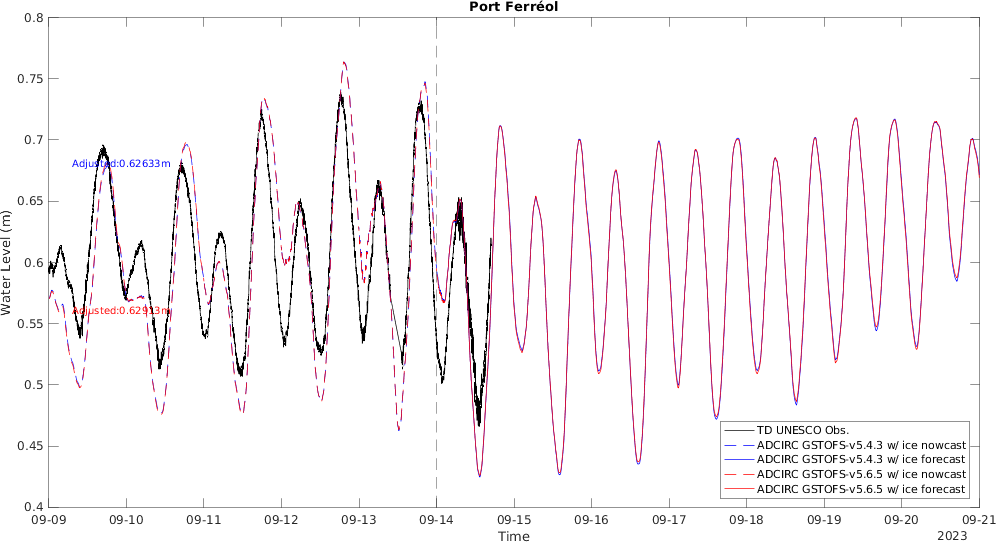 Port Ferréol
0.8
0.75
0.7
0.65
0.6
0.55
0.5
0.45
0.4
Water Level (m)
Adjusted:0.62633m
Adjusted:0.62913m
TD UNESCO Obs.
ADCIRC GSTOFS-v5.4.3 w/ ice nowcast
ADCIRC GSTOFS-v5.4.3 w/ ice forecast
ADCIRC GSTOFS-v5.6.5 w/ ice nowcast
ADCIRC GSTOFS-v5.6.5 w/ ice forecast
09-09 09-10 09-11 09-12 09-13 09-14 09-15 09-16 09-17 09-18 09-19 09-20 09-21
Time
2023